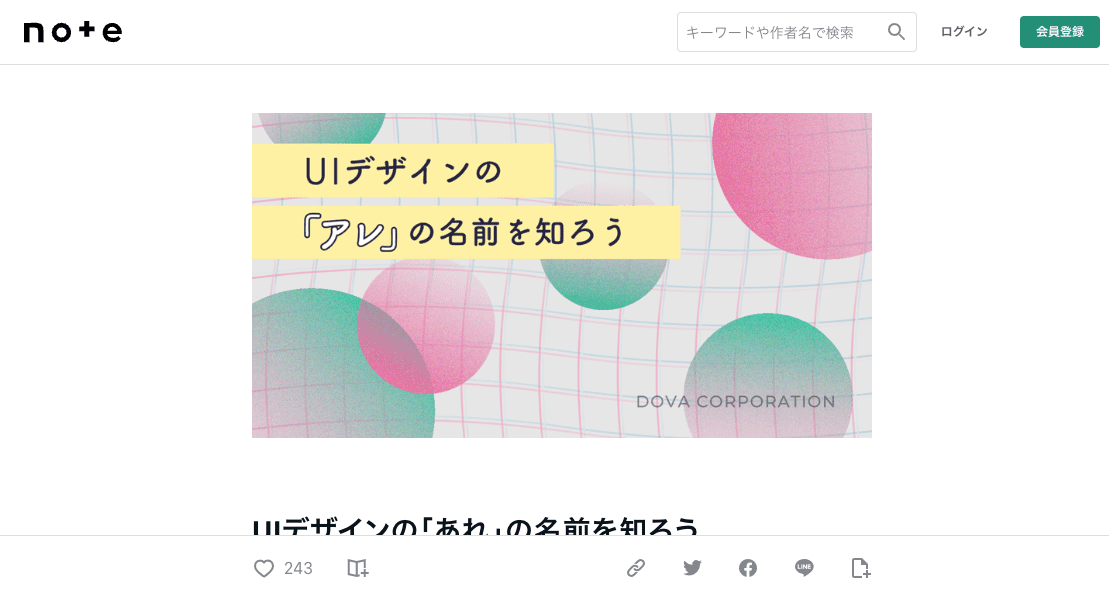 note
キーワードや作者名で検索
ログイン
会員登録
UIデザインの
「アレ」の名前を知ろう
DOVA CORPORATION
UIデザインの「あれ」の名前を知ろう
243
LINE